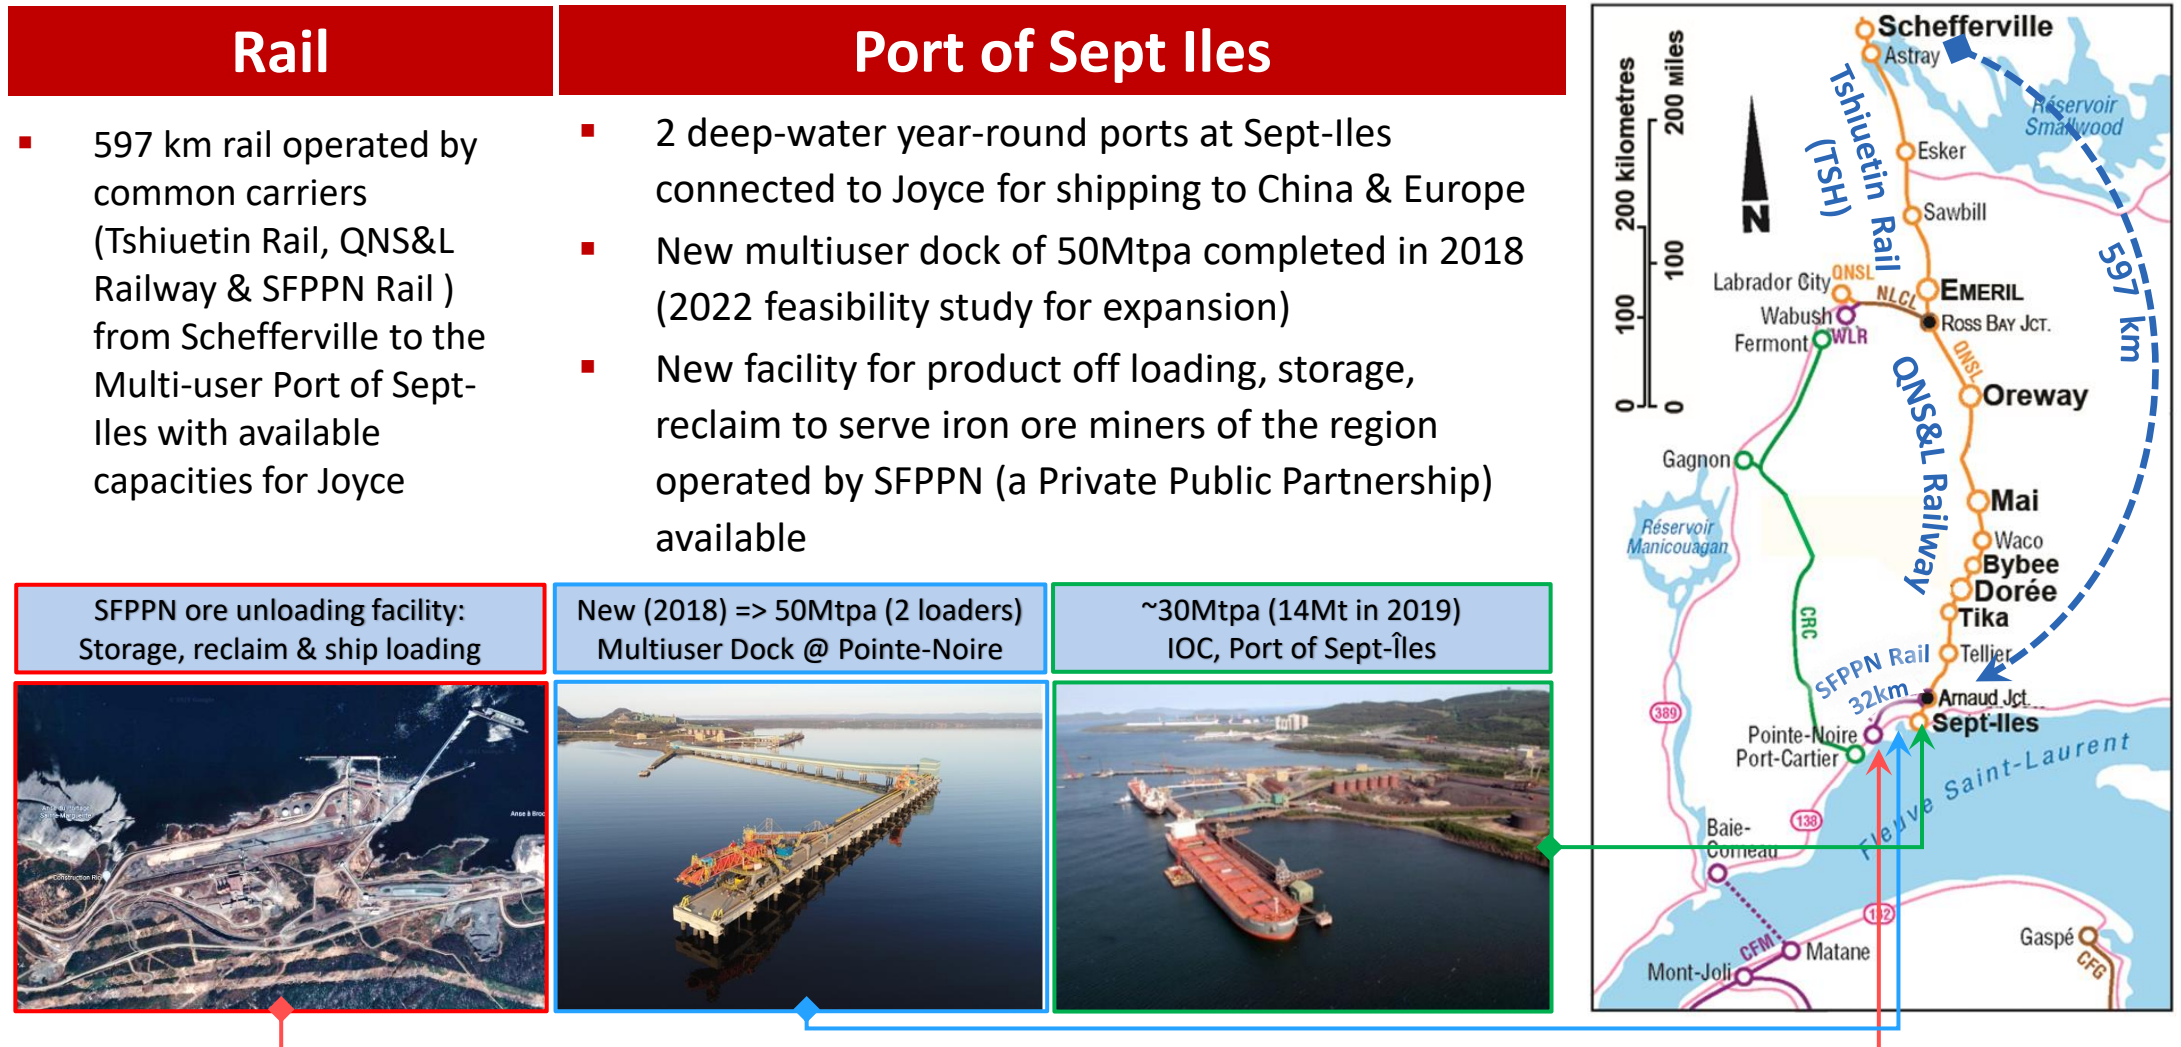 Rail
597 km rail operated by
common carriers
(Tshiuetin Rail, QNS&L
Railway & SFPPN Rail )
from Schefferville to the
Multi-user Port of Sept-
Iles with available
capacities for Joyce
Port of Sept Iles
2 deep-water year-round ports at Sept-Iles
connected to Joyce for shipping to China & Europe
New multiuser dock of 50Mtpa completed in 2018
(2022 feasibility study for expansion)
New facility for product off loading, storage,
reclaim to serve iron ore miners of the region
operated by SFPPN (a Private Public Partnership)
available
SFPPN ore unloading facility:
Storage, reclaim & ship loading
New (2018) => 50Mtpa (2 loaders)
Multiuser Dock @ Pointe-Noire
~30Mtpa (14Mt in 2019)
IOC, Port of Sept-Îles
Schefferville
Astray
Réservoir
Smallwood
Tshiuetin Rail
(TSH)
200 kilometres
100
0
200 Miles
100
0
N
Esker
Sawbill
597 km
Labrador City
QNSL
NLCL
EMERIL
Wabush
WLR
ROSS BAY JCT.
Fermont
QNSL
QNS&L Railway
Oreway
Gagnon
Mai
Réservoir
Manicouagan
Waco
Bybee
Dorée
Tika
CRC
Tellier
SFPPN Rail
32km
Arnaud Jct.
389
Sept-Iles
Pointe-Noire
Port-Cartier
Fleuve Saint-Laurent
138
Baie-
Comeau
132
CFM
Matane
Mont-Joli
Gaspé
CFG